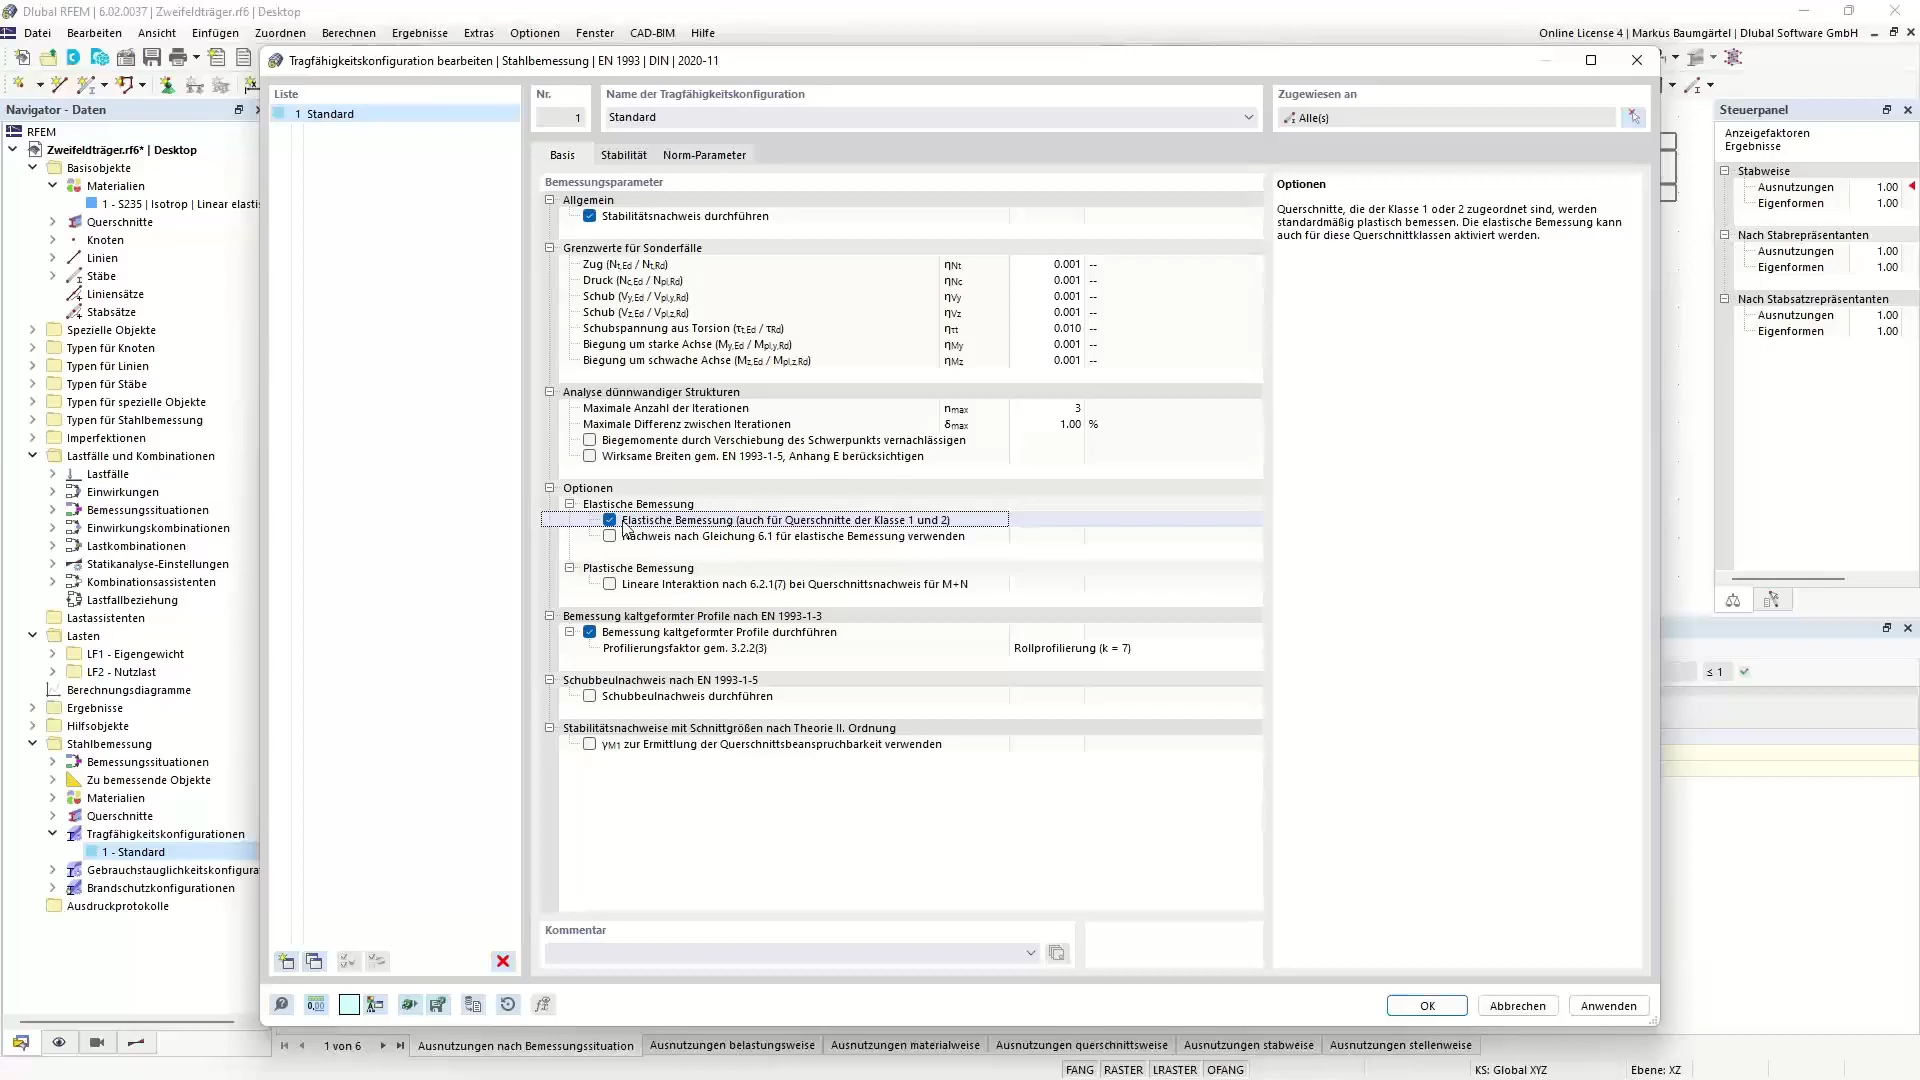 Dlubal RFEM | 6.02.0037 | Zweifeldträger.rf6* | Desktop
Datei Bearbeiten Ansicht Einfügen Zuordnen Berechnen Ergebnisse Extras Optionen Fenster CAD-BIM Hilfe
Online License 4 | Markus Baumgärtel | Dlubal Software GmbH
Navigator - Daten
RFEM
Zweifeldträger.rf6* | Desktop
Basisobjekte
Materialien
1 - S235 | Isotrop | Linear elasti
Querschnitte
Knoten
Linien
Stäbe
Liniensätze
Stabsätze
Spezielle Objekte
Typen für Knoten
Typen für Linien
Typen für Stäbe
Typen für spezielle Objekte
Typen für Stahlbemessung
Imperfektionen
Lastfälle und Kombinationen
Lastfälle
Einwirkungen
Bemessungssituationen
Einwirkungskombinationen
Lastkombinationen
Statikanalyse-Einstellungen
Kombinationsassistenten
Lastfallbeziehung
Lastassistenten
Lasten
LF1 - Eigengewicht
LF2 - Nutzlast
Berechnungsdiagramme
Ergebnisse
Hilfsobjekte
Stahlbemessung
Bemessungssituationen
Zu bemessende Objekte
Materialien
Querschnitte
Tragfähigkeitskonfigurationen
1 - Standard
Gebrauchstauglichkeitskonfigura
Brandschutzkonfigurationen
Ausdruckprotokolle
Tragfähigkeitskonfiguration bearbeiten | Stahlbemessung | EN 1993 | DIN | 2020-11
Liste
1 Standard
Nr.
1
Name der Tragfähigkeitskonfiguration
Standard
Zugewiesen an
Alle(s)
Basis Stabilität Norm-Parameter
Bemessungsparameter
Allgemein
Stabilitätsnachweis durchführen
Grenzwerte für Sonderfälle
Zug (Nt,Ed / Nt,Rd) ηNt 0.001 --
Druck (Nc,Ed / Npl,Rd) ηNc 0.001 --
Schub (Vy,Ed / Vpl,y,Rd) ηVy 0.001 --
Schub (Vz,Ed / Vpl,z,Rd) ηVz 0.001 --
Schubspannung aus Torsion (τt,Ed / τRd) ητt 0.010 --
Biegung um starke Achse (My,Ed / Mpl,y,Rd) ηMy 0.001 --
Biegung um schwache Achse (Mz,Ed / Mpl,z,Rd) ηMz 0.001 --
Analyse dünnwandiger Strukturen
Maximale Anzahl der Iterationen nmax 3
Maximale Differenz zwischen Iterationen δmax 1.00 %
Biegemomente durch Verschiebung des Schwerpunkts vernachlässigen
Wirksame Breiten gem. EN 1993-1-5, Anhang E berücksichtigen
Optionen
Elastische Bemessung
Elastische Bemessung (auch für Querschnitte der Klasse 1 und 2)
Nachweis nach Gleichung 6.1 für elastische Bemessung verwenden
Plastische Bemessung
Lineare Interaktion nach 6.2.1(7) bei Querschnittsnachweis für M+N
Bemessung kaltgeformter Profile nach EN 1993-1-3
Bemessung kaltgeformter Profile durchführen
Profilierungsfaktor gem. 3.2.2(3) Rollprofilierung (k = 7)
Schubbeulnachweis nach EN 1993-1-5
Schubbeulnachweis durchführen
Stabilitätsnachweise mit Schnittgrößen nach Theorie II. Ordnung
γM1 zur Ermittlung der Querschnittsbeanspruchbarkeit verwenden
Kommentar
Optionen
Querschnitte, die der Klasse 1 oder 2 zugeordnet sind, werden
standardmäßig plastisch bemessen. Die elastische Bemessung kann
auch für diese Querschnittklassen aktiviert werden.
OK Abbrechen Anwenden
Steuerpanel
Anzeigefaktoren
Ergebnisse
Stabweise
Ausnutzungen 1.00
Eigenformen 1.00
Nach Stabrepräsentanten
Ausnutzungen 1.00
Eigenformen 1.00
Nach Stabsatzrepräsentanten
Ausnutzungen 1.00
Eigenformen 1.00
≤ 1
1 von 6
Ausnutzungen nach Bemessungssituation Ausnutzungen belastungsweise Ausnutzungen materialweise Ausnutzungen querschnittsweise Ausnutzungen stabweise Ausnutzungen stellenweise
FANG RASTER LRASTER OFANG KS: Global XYZ Ebene: XZ